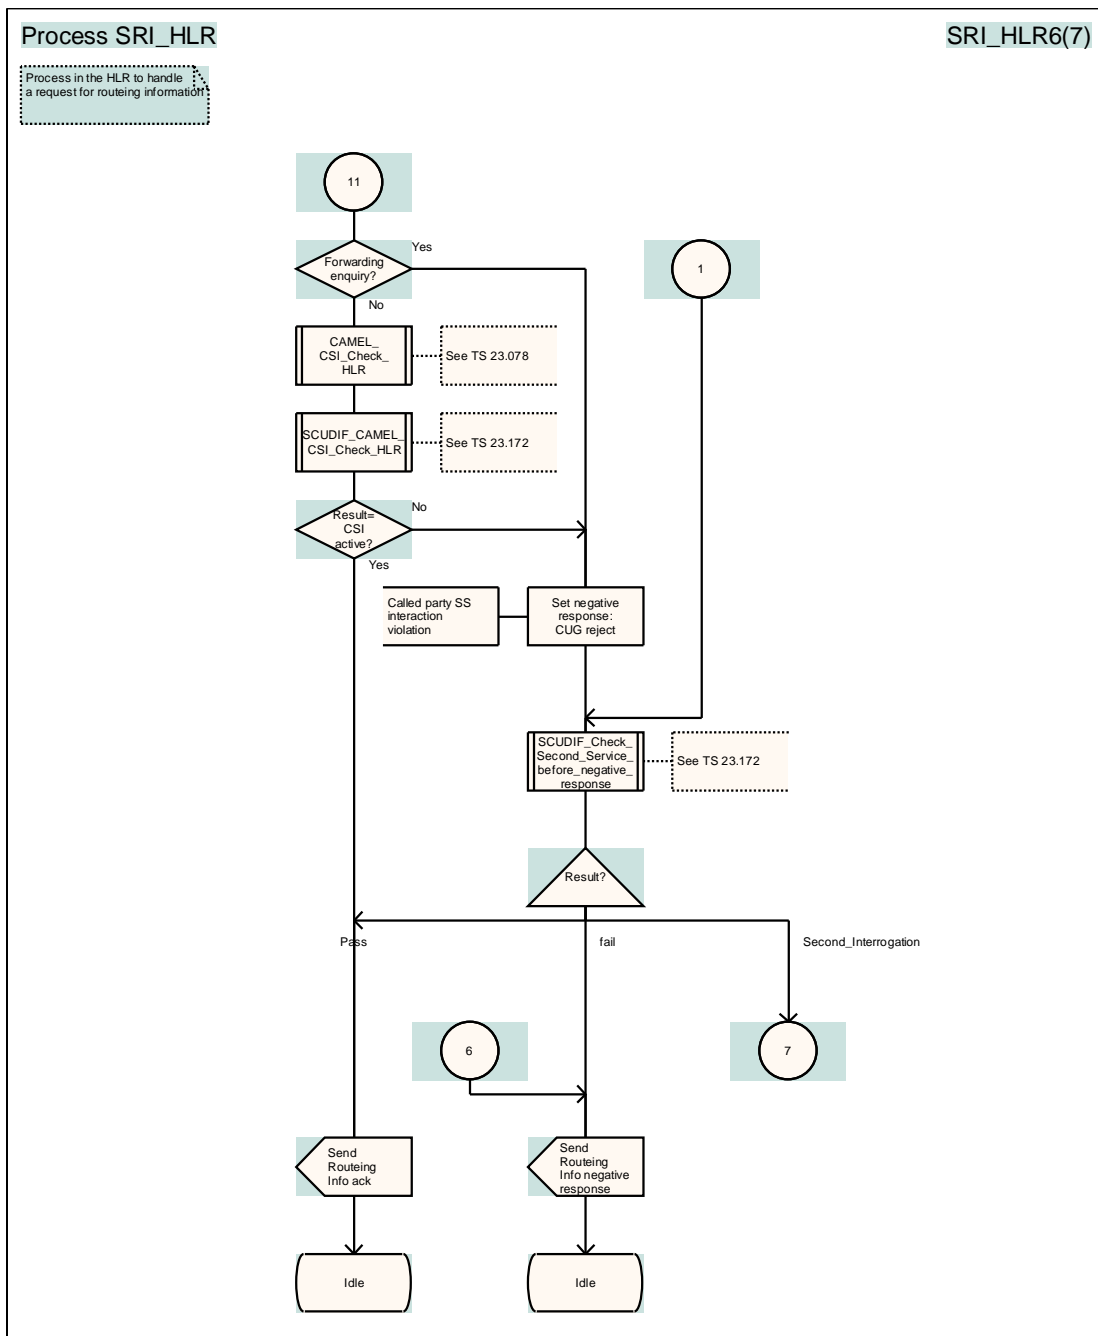 Process SRI_HLR
SRI_HLR6(7)
Process in the HLR to handle
a request for routeing information
11
Yes
Forwarding
enquiry?
1
No
CAMEL_
CSI_Check_
HLR
See TS 23.078
SCUDIF_CAMEL_
CSI_Check_HLR
See TS 23.172
No
Result=
CSI
active?
Yes
Called party SS
interaction
violation
Set negative
response:
CUG reject
SCUDIF_Check_
Second_Service_
before_negative_
response
See TS 23.172
Result?
Pass
fail
Second_Interrogation
6
7
Send
Routeing
Info ack
Send
Routeing
Info negative
response
Idle
Idle